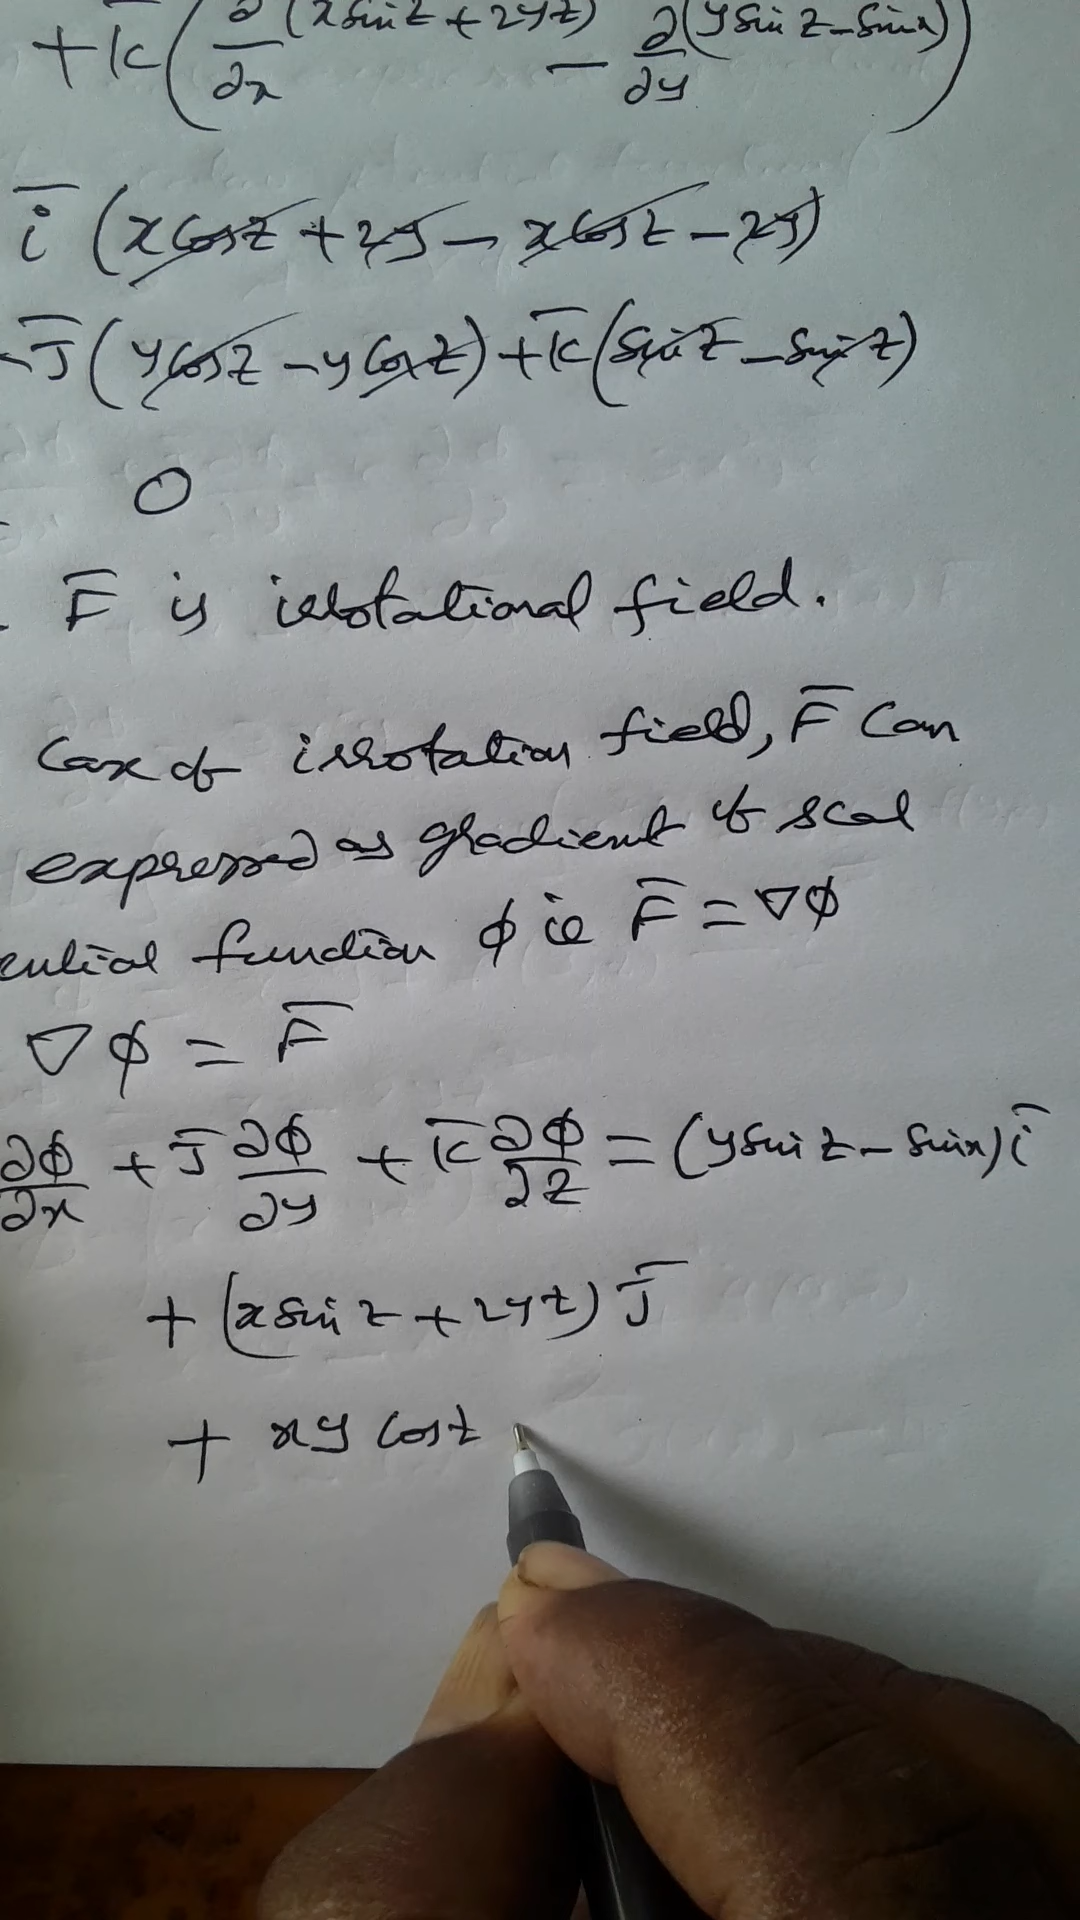 +k̅(∂/∂x (x sin z + 2yz) − ∂/∂y (y sin z − sin x))
i̅ (x cos z + 2y − x cos z − 2y)
-J̅ (y cos z − y cos z) + k̅ (sin z − sin z)
0
F̅ is irrotational field.
Case of irrotation field, F̅ can
expressed as gradient of scal
ential function ϕ ie F̅ = ∇ϕ
∇ϕ = F̅
∂ϕ/∂x + J̅ ∂ϕ/∂y + k̅ ∂ϕ/∂z = (y sin z − sin x) i̅
+ (x sin z + 2yz) J̅
+ xy cos z